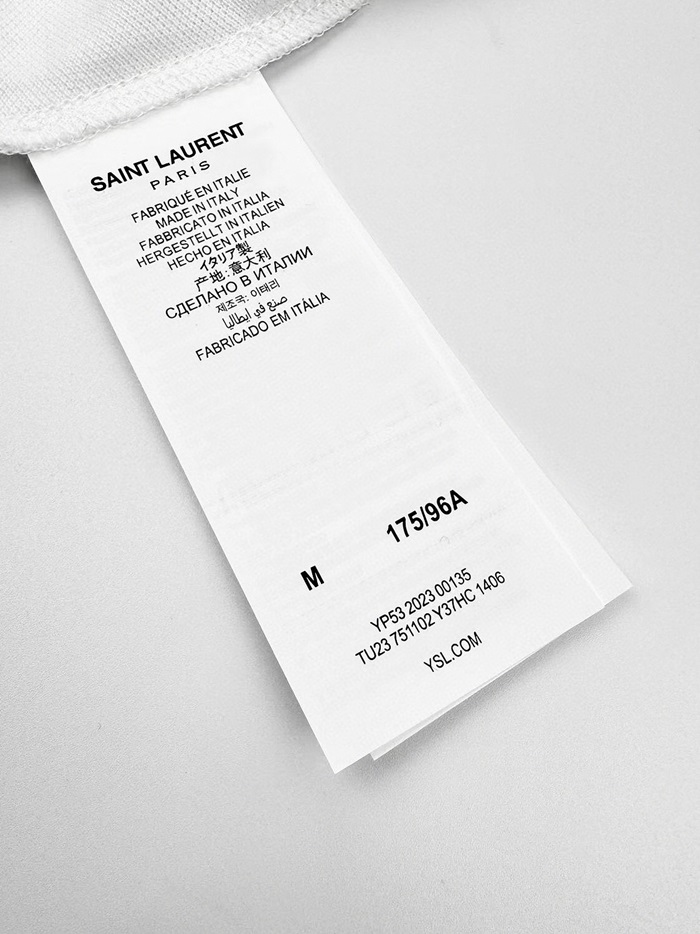 SAINT LAURENT
PARIS
FABRIQUÉ EN ITALIE
MADE IN ITALY
FABBRICATO IN ITALIA
HERGESTELLT IN ITALIEN
HECHO EN ITALIA
イタリア製
产地:意大利
СДЕЛАНО В ИТАЛИИ
제조국: 이태리
صنع في ايطاليا
FABRICADO EM ITÁLIA
M 175/96A
YP53 2023 00135
TU23 751102 Y37HC 1406
YSL.COM